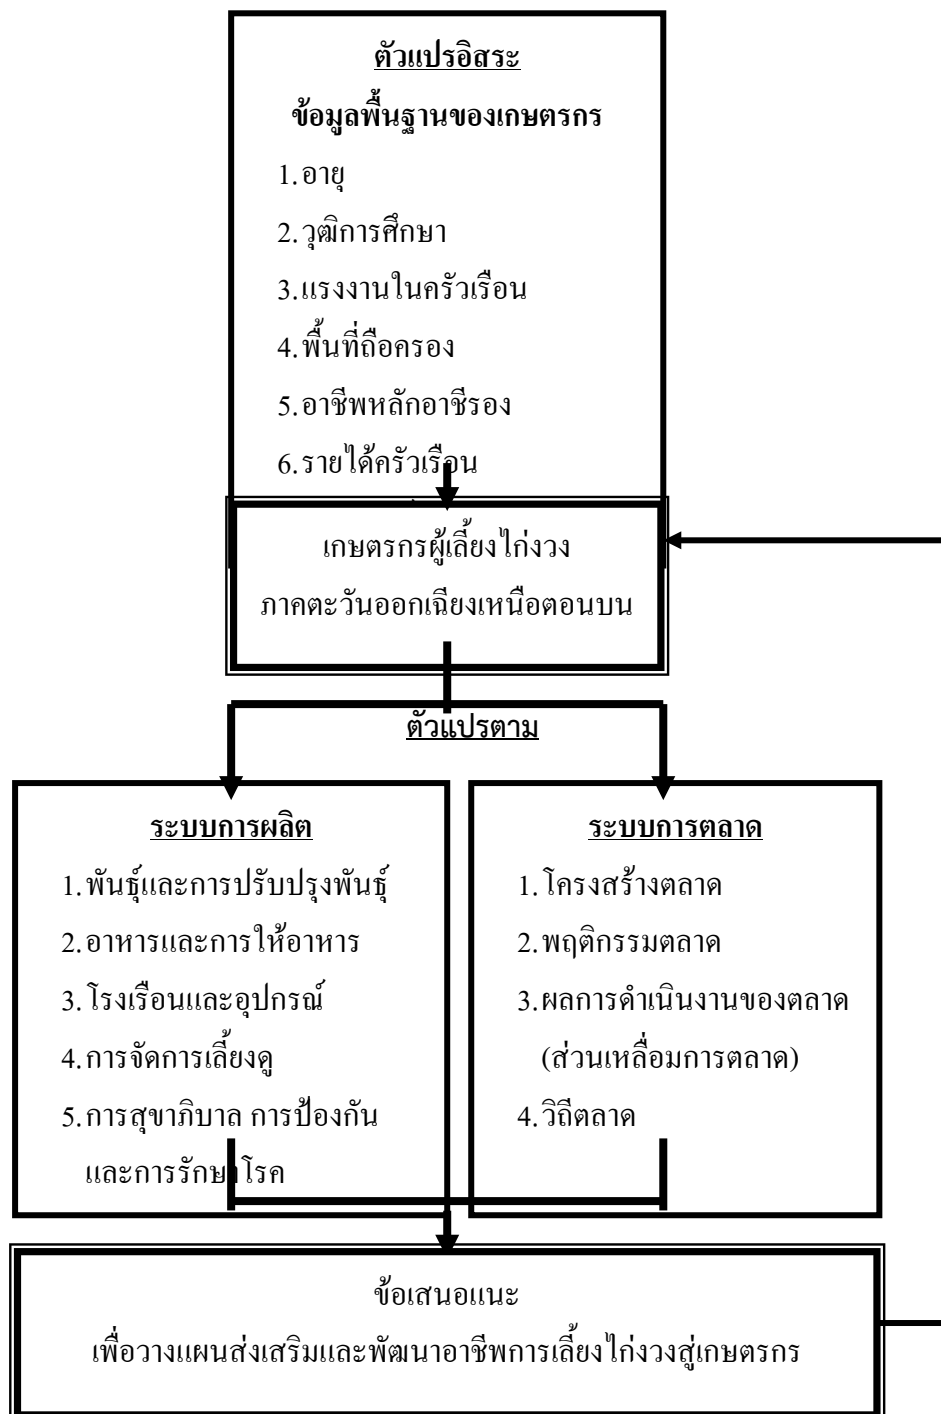 ตัวแปรอิสระ
ข้อมูลพื้นฐานของเกษตรกร
1.อายุ
2.วุฒิการศึกษา
3.แรงงานในครัวเรือน
4.พื้นที่ถือครอง
5.อาชีพหลักอาชีรอง
6.รายได้ครัวเรือน
เกษตรกรผู้เลี้ยงไก่งวง
ภาคตะวันออกเฉียงเหนือตอนบน
ตัวแปรตาม
ระบบการผลิต
1.พันธุ์และการปรับปรุงพันธุ์
2.อาหารและการให้อาหาร
3.โรงเรือนและอุปกรณ์
4.การจัดการเลี้ยงดู
5.การสุขาภิบาล การป้องกัน
และการรักษาโรค
ระบบการตลาด
1.โครงสร้างตลาด
2.พฤติกรรมตลาด
3.ผลการดำเนินงานของตลาด
(ส่วนเหลื่อมการตลาด)
4.วิถีตลาด
ข้อเสนอแนะ
เพื่อวางแผนส่งเสริมและพัฒนาอาชีพการเลี้ยงไก่งวงสู่เกษตรกร